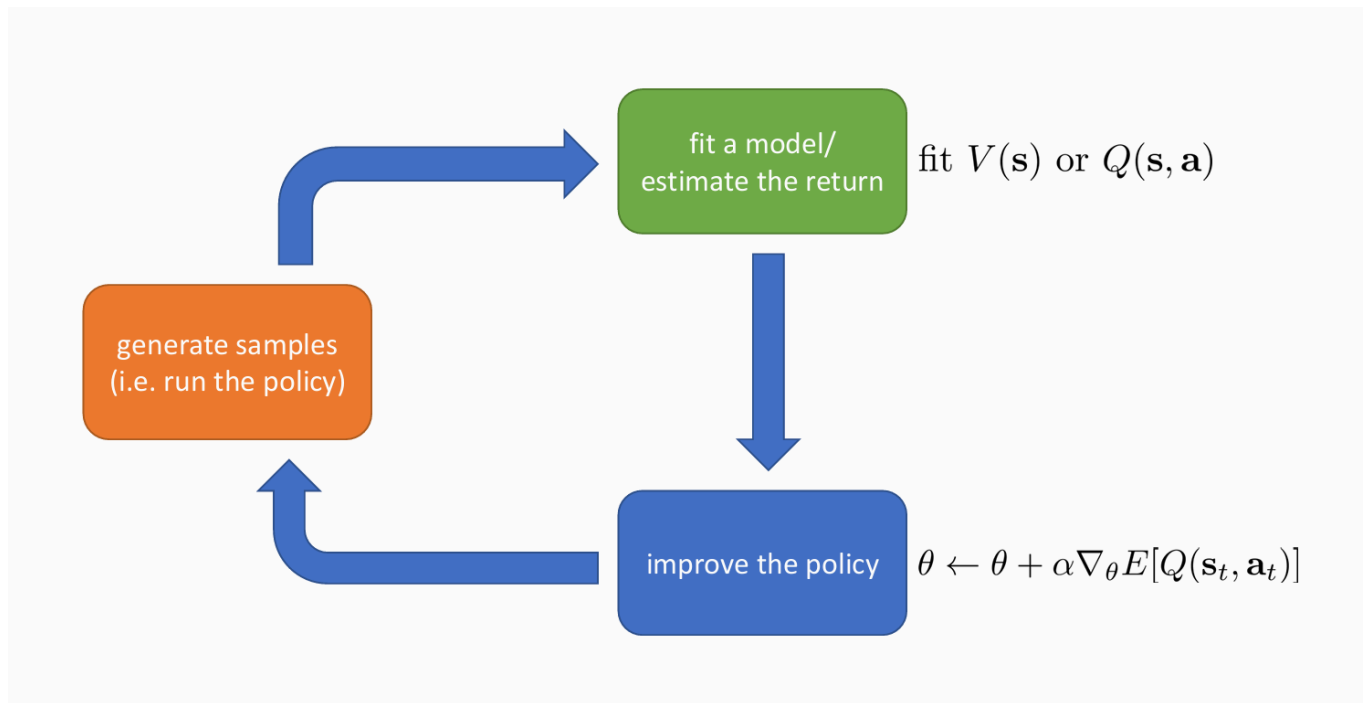 fit a model/
estimate the return
fit V(s) or Q(s, a)
generate samples
(i.e. run the policy)
improve the policy
θ ← θ + α∇θE[Q(st, at)]